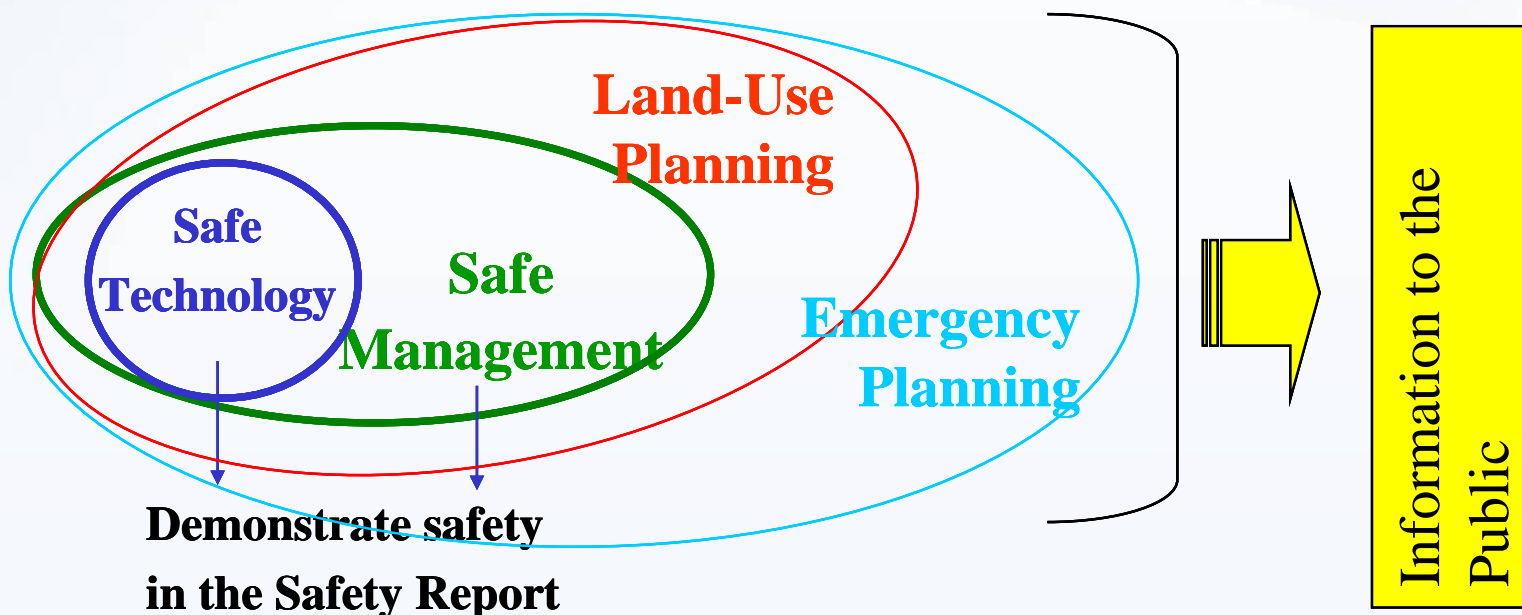 Land-Use
Planning
Safe
Technology
Safe
Management
Emergency
Planning
Demonstrate safety
in the Safety Report
Information to the
Public